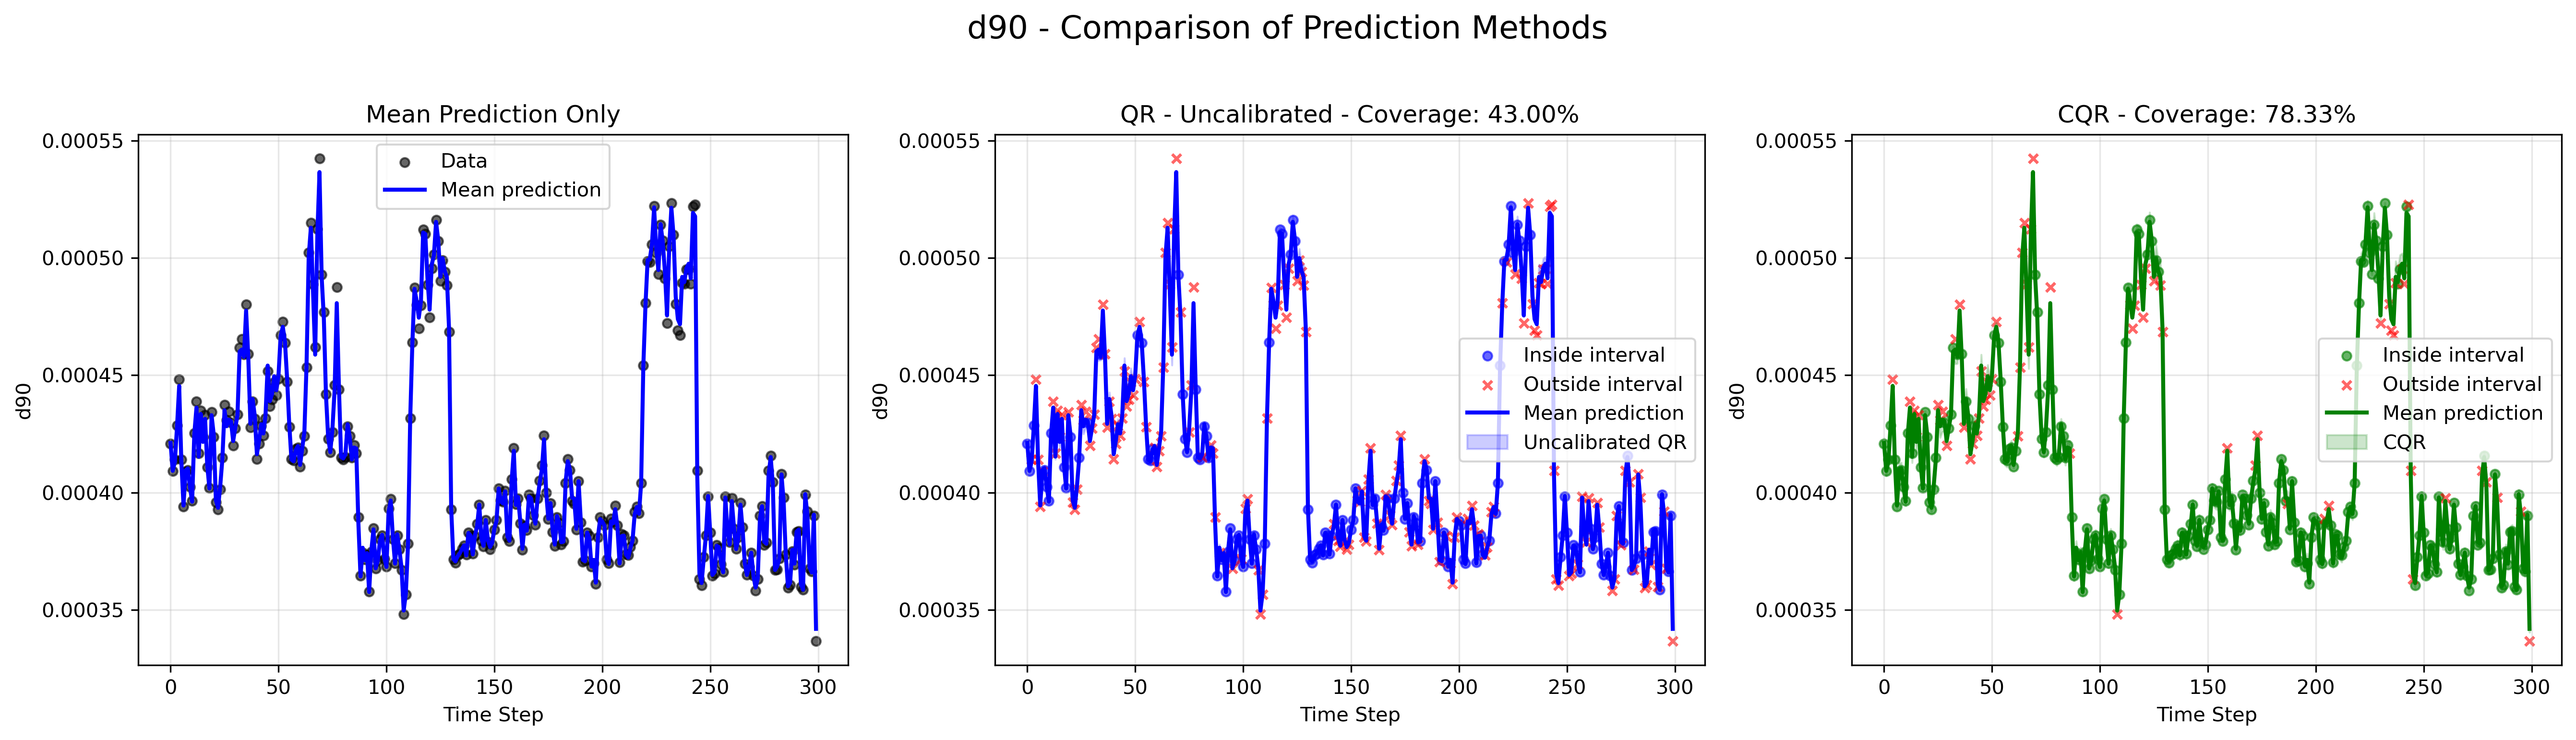 d90 - Comparison of Prediction Methods
Mean Prediction Only
0.00055
0.00050
0.00045
0.00040
0.00035
d90
0
50
100
150
200
250
300
Time Step
Data
Mean prediction
QR - Uncalibrated - Coverage: 43.00%
0.00055
0.00050
0.00045
0.00040
0.00035
d90
0
50
100
150
200
250
300
Time Step
Inside interval
Outside interval
Mean prediction
Uncalibrated QR
CQR - Coverage: 78.33%
0.00055
0.00050
0.00045
0.00040
0.00035
d90
0
50
100
150
200
250
300
Time Step
Inside interval
Outside interval
Mean prediction
CQR